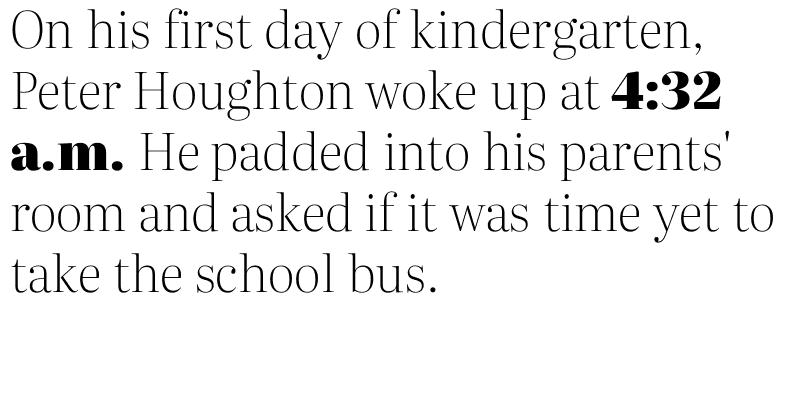 On his first day of kindergarten,
Peter Houghton woke up at 4:32
a.m. He padded into his parents'
room and asked if it was time yet to
take the school bus.